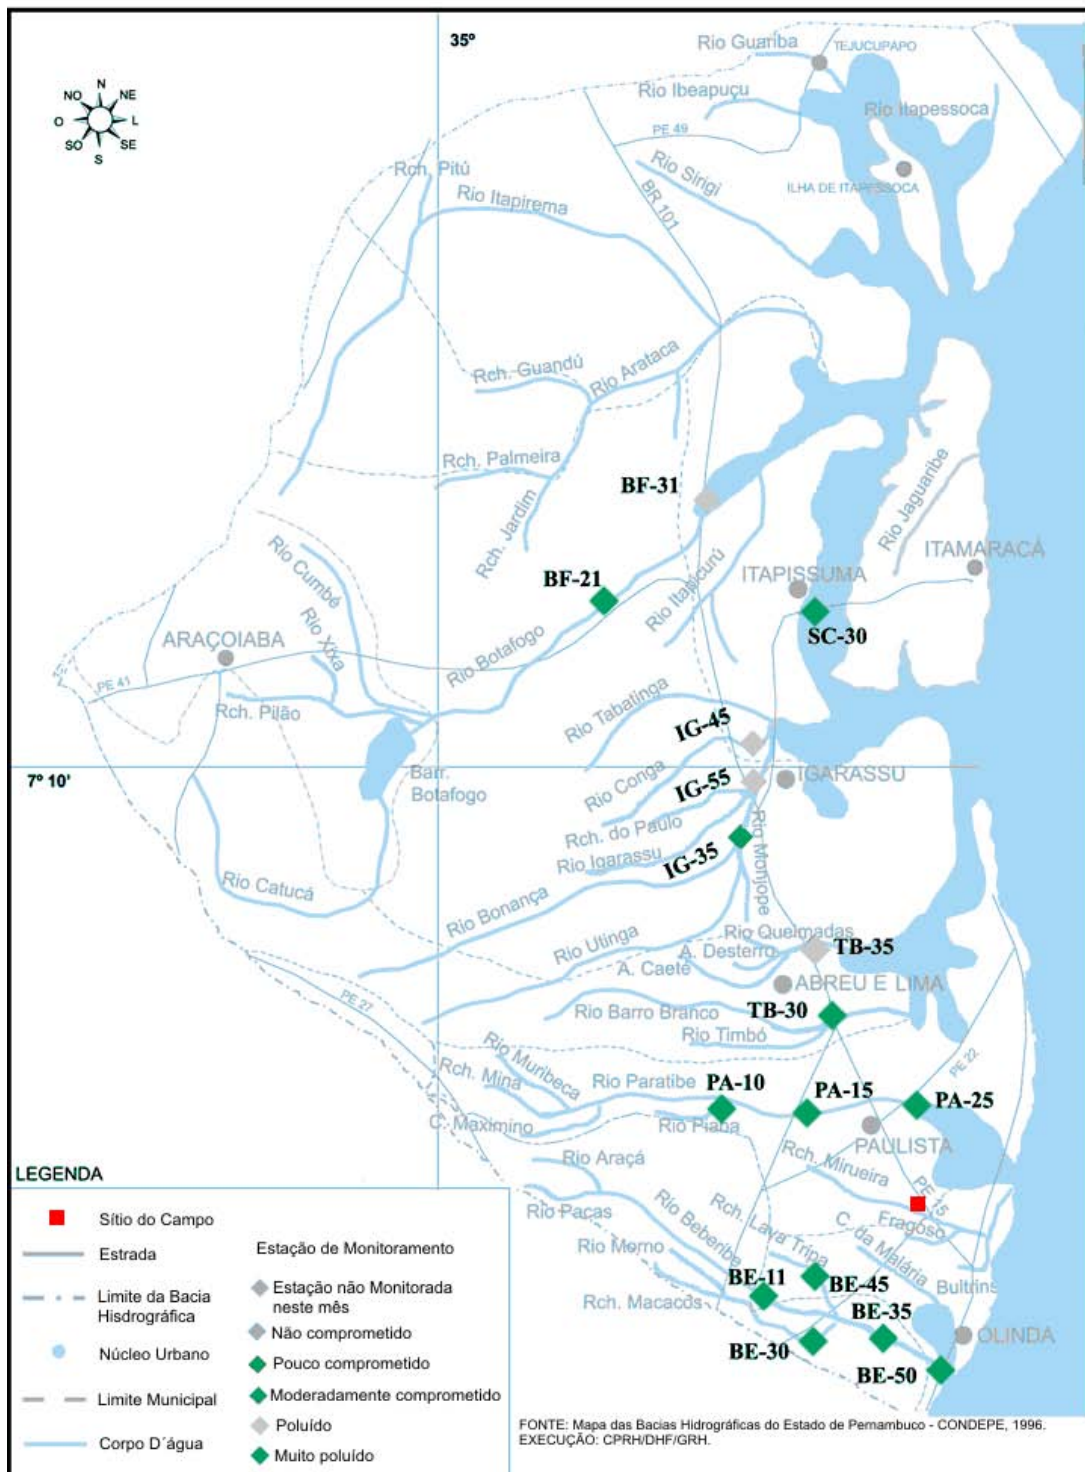 35º
Rio Guariba
TEJUCUPAPO
N
NO
NE
O
L
SO
SE
S
Rio Ibeapuçu
Rio Itapessoca
PE 49
Rch. Pitú
Rio Sirigi
ILHA DE ITAPESSOCA
Rio Itapirema
BR 101
Rch. Guandú
Rio Arataca
Rch. Palmeira
BF-31
Rch. Jardim
Rio Jaguaribe
Rio Cumbé
ITAMARACÁ
BF-21
Rio Itapicurú
ITAPISSUMA
SC-30
Rio Xixa
ARAÇOIABA
Rio Botafogo
PE 41
Rch. Pilão
Rio Tabatinga
IG-45
7º 10'
Barr.
Botafogo
Rio Conga
IG-55
IGARASSU
Rch. do Paulo
Rio Igarassu
IG-35
Rio Monjope
Rio Catucá
Rio Bonança
Rio Utinga
Rio Queimadas
TB-35
A. Desterro
A. Caeté
ABREU E LIMA
PE 27
Rio Barro Branco
TB-30
Rio Timbó
Rio Muribeca
Rch. Mina
Rio Paratibe
PA-10
PA-15
PA-25
PE 22
C. Maximino
Rio Piaba
PAULISTA
Rio Araçá
Rch. Mirueira
PE 15
Rio Pacas
Rio Beberibe
Rch. Lava Tripa
Fragoso
C. da Malária
Rio Morno
BE-11
BE-45
Bultrins
Rch. Macacos
BE-35
BE-30
OLINDA
BE-50
LEGENDA
Sítio do Campo
Estrada
Limite da Bacia
Hisdrográfica
Núcleo Urbano
Limite Municipal
Corpo D´água
Estação de Monitoramento
Estação não Monitorada
neste mês
Não comprometido
Pouco comprometido
Moderadamente comprometido
Poluído
Muito poluído
FONTE: Mapa das Bacias Hidrográficas do Estado de Pernambuco - CONDEPE, 1996.
EXECUÇÃO: CPRH/DHF/GRH.